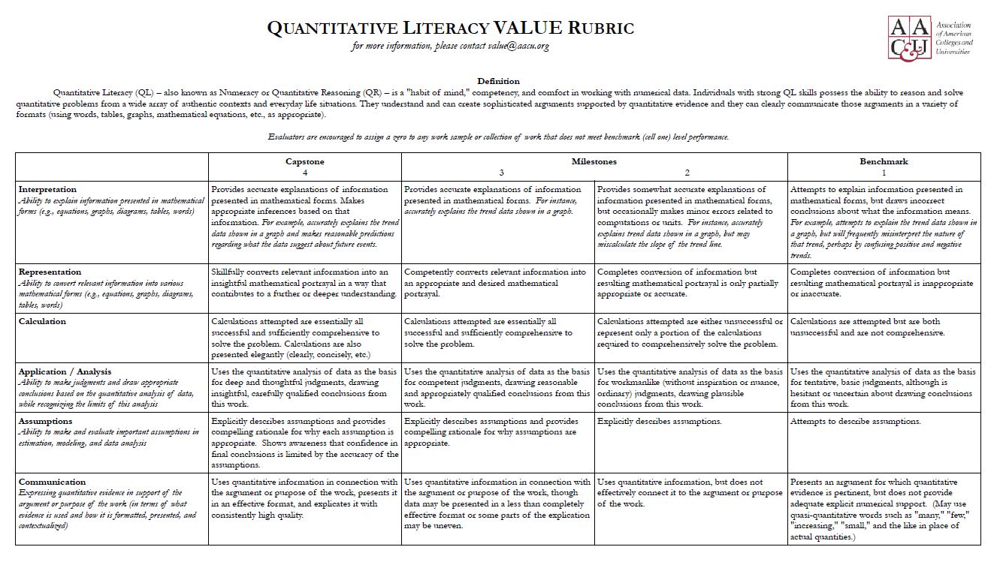 QUANTITATIVE LITERACY VALUE RUBRIC
for more information, please contact value@aacu.org
AA
C&U
Association
of American
Colleges and
Universities
Definition
Quantitative Literacy (QL) – also known as Numeracy or Quantitative Reasoning (QR) – is a "habit of mind," competency, and comfort in working with numerical data. Individuals with strong QL skills possess the ability to reason and solve
quantitative problems from a wide array of authentic contexts and everyday life situations. They understand and can create sophisticated arguments supported by quantitative evidence and they can clearly communicate those arguments in a variety of
formats (using words, tables, graphs, mathematical equations, etc., as appropriate).
Evaluators are encouraged to assign a zero to any work sample or collection of work that does not meet benchmark (cell one) level performance.
Capstone
4
Milestones
3
2
Benchmark
1
Interpretation
Ability to explain information presented in mathematical
forms (e.g., equations, graphs, diagrams, tables, words)
Provides accurate explanations of information
presented in mathematical forms. Makes
appropriate inferences based on that
information. For example, accurately explains the trend
data shown in a graph and makes reasonable predictions
regarding what the data suggest about future events.
Provides accurate explanations of information
presented in mathematical forms. For instance,
accurately explains the trend data shown in a graph.
Provides somewhat accurate explanations of
information presented in mathematical forms,
but occasionally makes minor errors related to
computations or units. For instance, accurately
explains trend data shown in a graph, but may
miscalculate the slope of the trend line.
Attempts to explain information presented in
mathematical forms, but draws incorrect
conclusions about what the information means.
For example, attempts to explain the trend data shown in
a graph, but will frequently misinterpret the nature of
that trend, perhaps by confusing positive and negative
trends.
Representation
Ability to convert relevant information into various
mathematical forms (e.g., equations, graphs, diagrams,
tables, words)
Skillfully converts relevant information into an
insightful mathematical portrayal in a way that
contributes to a further or deeper understanding.
Competently converts relevant information into
an appropriate and desired mathematical
portrayal.
Completes conversion of information but
resulting mathematical portrayal is only partially
appropriate or accurate.
Completes conversion of information but
resulting mathematical portrayal is inappropriate
or inaccurate.
Calculation
Calculations attempted are essentially all
successful and sufficiently comprehensive to
solve the problem. Calculations are also
presented elegantly (clearly, concisely, etc.)
Calculations attempted are essentially all
successful and sufficiently comprehensive to
solve the problem.
Calculations attempted are either unsuccessful or
represent only a portion of the calculations
required to comprehensively solve the problem.
Calculations are attempted but are both
unsuccessful and are not comprehensive.
Application / Analysis
Ability to make judgments and draw appropriate
conclusions based on the quantitative analysis of data,
while recognizing the limits of this analysis
Uses the quantitative analysis of data as the basis
for deep and thoughtful judgments, drawing
insightful, carefully qualified conclusions from
this work.
Uses the quantitative analysis of data as the basis
for competent judgments, drawing reasonable
and appropriately qualified conclusions from this
work.
Uses the quantitative analysis of data as the basis
for workmanlike (without inspiration or nuance,
ordinary) judgments, drawing plausible
conclusions from this work.
Uses the quantitative analysis of data as the basis
for tentative, basic judgments, although is
hesitant or uncertain about drawing conclusions
from this work.
Assumptions
Ability to make and evaluate important assumptions in
estimation, modeling, and data analysis
Explicitly describes assumptions and provides
compelling rationale for why each assumption is
appropriate. Shows awareness that confidence in
final conclusions is limited by the accuracy of the
assumptions.
Explicitly describes assumptions and provides
compelling rationale for why assumptions are
appropriate.
Explicitly describes assumptions.
Attempts to describe assumptions.
Communication
Expressing quantitative evidence in support of the
argument or purpose of the work (in terms of what
evidence is used and how it is formatted, presented, and
contextualized)
Uses quantitative information in connection with
the argument or purpose of the work, presents it
in an effective format, and explicates it with
consistently high quality.
Uses quantitative information in connection with
the argument or purpose of the work, though
data may be presented in a less than completely
effective format or some parts of the explication
may be uneven.
Uses quantitative information, but does not
effectively connect it to the argument or purpose
of the work.
Presents an argument for which quantitative
evidence is pertinent, but does not provide
adequate explicit numerical support. (May use
quasi-quantitative words such as "many," "few,"
"increasing," "small," and the like in place of
actual quantities.)